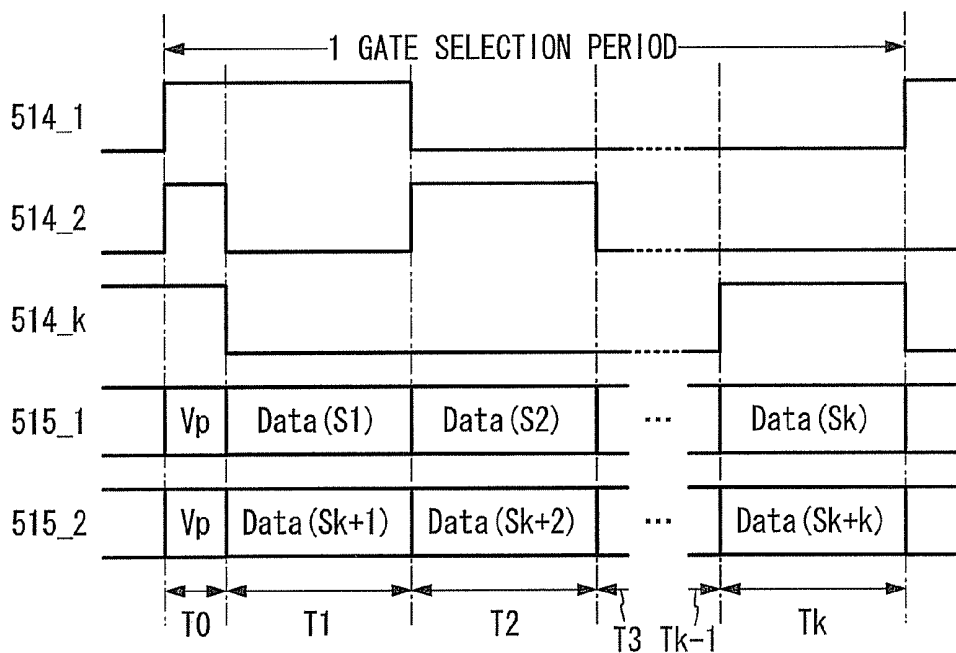 1 GATE SELECTION PERIOD
514_1
514_2
514_k
515_1 Vp Data(S1) Data(S2) ... Data(Sk)
515_2 Vp Data(Sk+1) Data(Sk+2) ... Data(Sk+k)
T0 T1 T2 T3 Tk-1 Tk